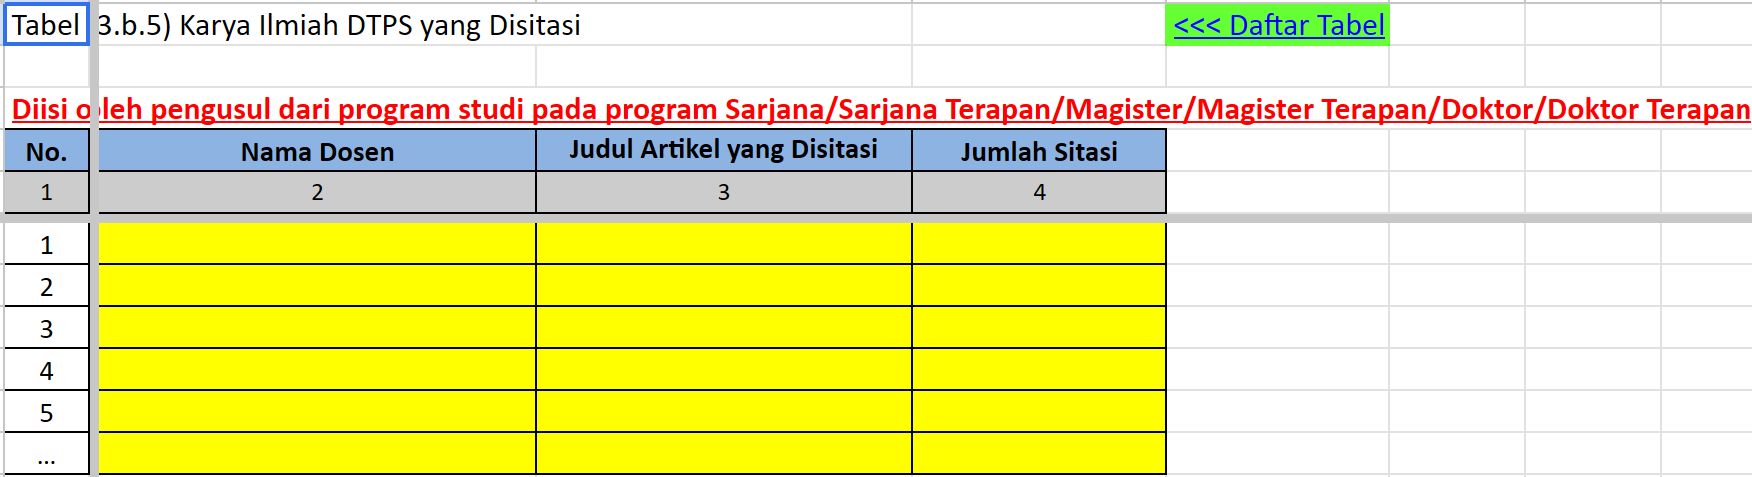 Tabel 3.b.5) Karya Ilmiah DTPS yang Disitasi <<< Daftar Tabel
Diisi oleh pengusul dari program studi pada program Sarjana/Sarjana Terapan/Magister/Magister Terapan/Doktor/Doktor Terapan
No. Nama Dosen Judul Artikel yang Disitasi Jumlah Sitasi
1 2 3 4
1
2
3
4
5
...